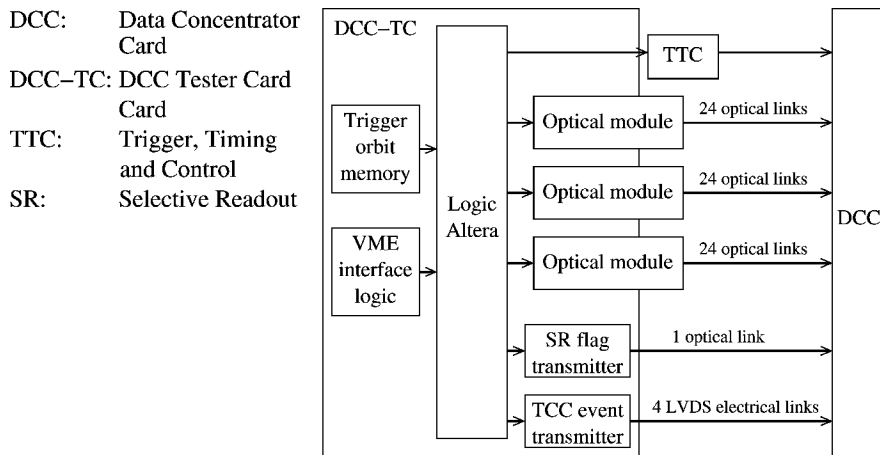 DCC: Data Concentrator
Card
DCC–TC: DCC Tester Card
Card
TTC: Trigger, Timing
and Control
SR: Selective Readout
DCC–TC
TTC
Trigger
orbit
memory
VME
interface
logic
Logic
Altera
Optical module
24 optical links
Optical module
24 optical links
Optical module
24 optical links
SR flag
transmitter
1 optical link
TCC event
transmitter
4 LVDS electrical links
DCC